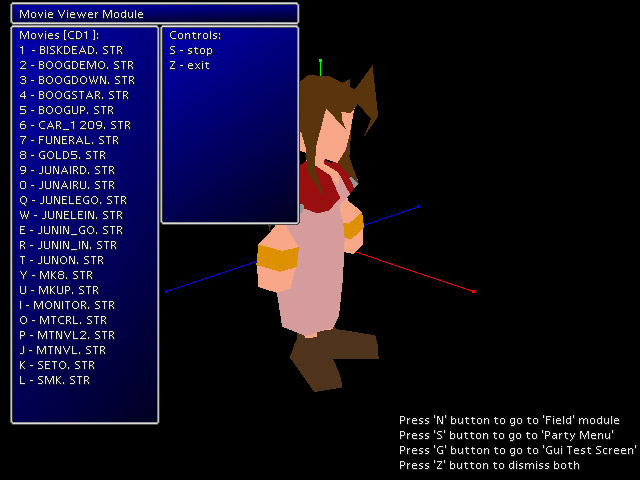 Movie Viewer Module
Movies [CD1 ]:
1 - BISKDEAD. STR
2 - BOOGDEMO. STR
3 - BOOGDOWN. STR
4 - BOOGSTAR. STR
5 - BOOGUP. STR
6 - CAR_1 209. STR
7 - FUNERAL. STR
8 - GOLD5. STR
9 - JUNAIRD. STR
0 - JUNAIRU. STR
Q - JUNELEGO. STR
W - JUNELEIN. STR
E - JUNIN_GO. STR
R - JUNIN_IN. STR
T - JUNON. STR
Y - MK8. STR
U - MKUP. STR
I - MONITOR. STR
O - MTCRL. STR
P - MTNVL2. STR
J - MTNVL. STR
K - SETO. STR
L - SMK. STR
Controls:
S - stop
Z - exit
Press 'N' button to go to 'Field' module
Press 'S' button to go to 'Party Menu'
Press 'G' button to go to 'Gui Test Screen'
Press 'Z' button to dismiss both